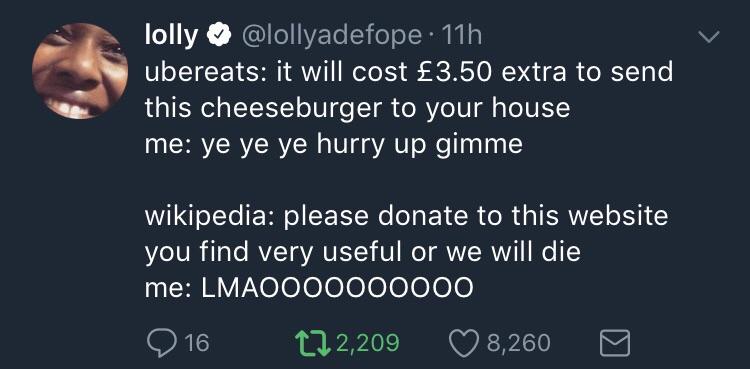 lolly @lollyadefope · 11h
ubereats: it will cost £3.50 extra to send
this cheeseburger to your house
me: ye ye ye hurry up gimme
wikipedia: please donate to this website
you find very useful or we will die
me: LMAOOOOOOOOOO
16 2,209 8,260